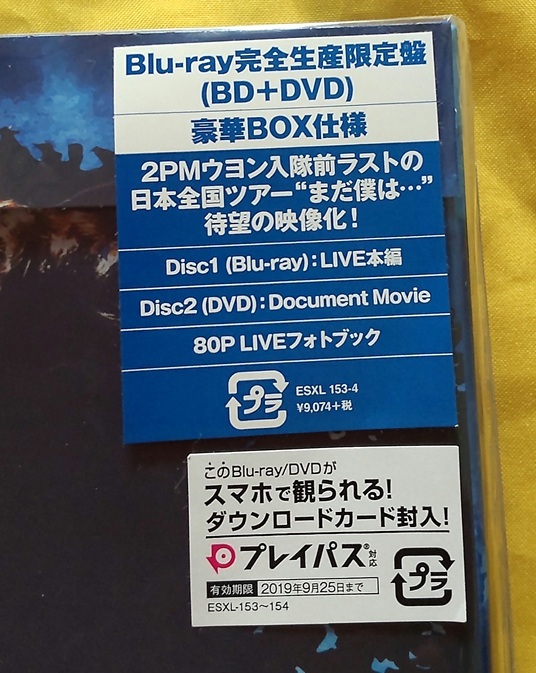 Blu-ray完全生産限定盤
(BD+DVD)
豪華BOX仕様
2PMウヨン入隊前ラストの
日本全国ツアー“まだ僕は…”
待望の映像化!
Disc1 (Blu-ray):LIVE本編
Disc2 (DVD):Document Movie
80P LIVEフォトブック
プラ
ESXL 153-4
¥9,074+税
このBlu-ray/DVDが
スマホで観られる!
ダウンロードカード封入!
プレイパス®対応
有効期限 2019年9月25日まで
ESXL-153〜154
プラ